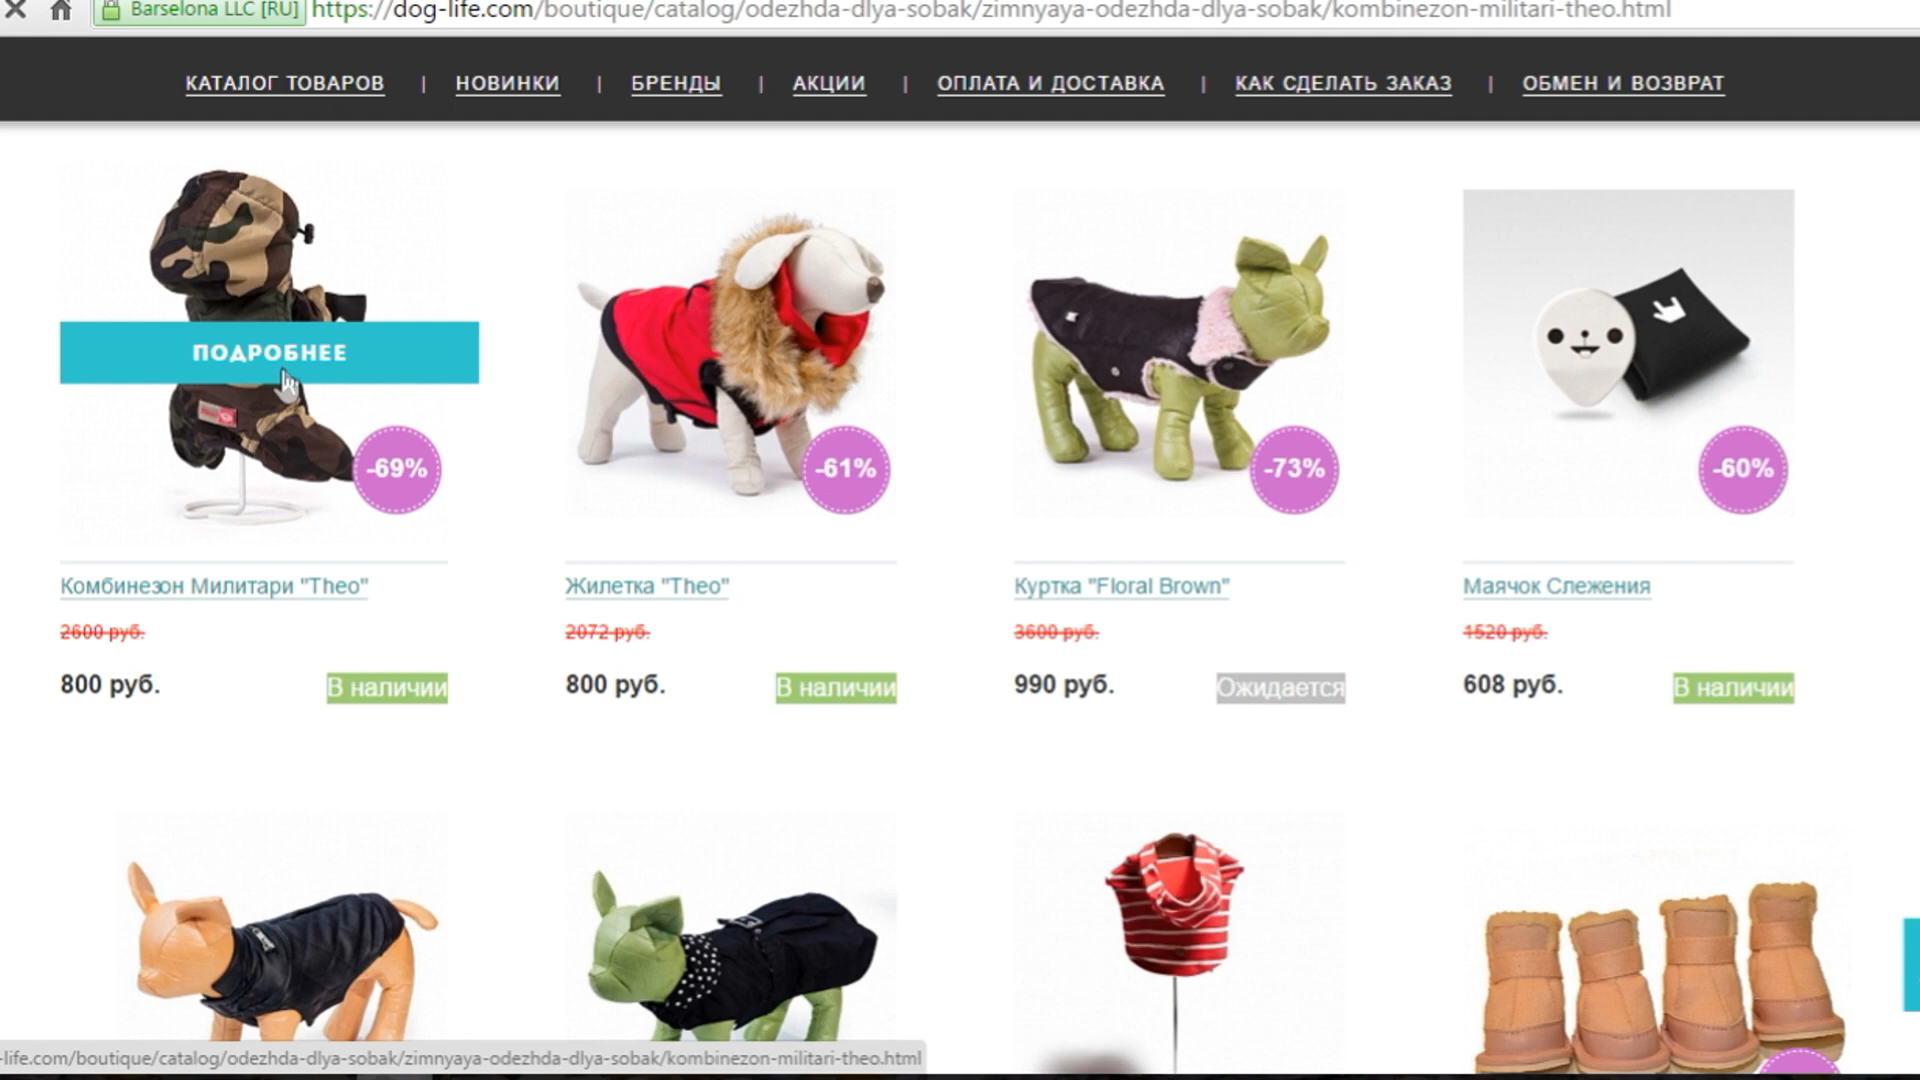 Barselona LLC [RU] https://dog-life.com/boutique/catalog/odezhda-dlya-sobak/zimnyaya-odezhda-dlya-sobak/kombinezon-militari-theo.html
КАТАЛОГ ТОВАРОВ | НОВИНКИ | БРЕНДЫ | АКЦИИ | ОПЛАТА И ДОСТАВКА | КАК СДЕЛАТЬ ЗАКАЗ | ОБМЕН И ВОЗВРАТ
ПОДРОБНЕЕ
-69% -61% -73% -60%
Комбинезон Милитари "Theo" Жилетка "Theo" Куртка "Floral Brown" Маячок Слежения
2600 руб. 2072 руб. 3600 руб. 1520 руб.
800 руб. В наличии 800 руб. В наличии 990 руб. Ожидается 608 руб. В наличии
-life.com/boutique/catalog/odezhda-dlya-sobak/zimnyaya-odezhda-dlya-sobak/kombinezon-militari-theo.html